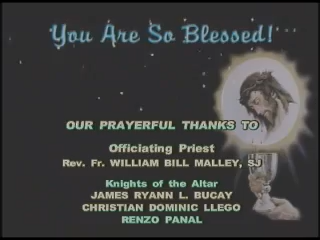 You Are So Blessed!
OUR PRAYERFUL THANKS TO
Officiating Priest
Rev. Fr. WILLIAM BILL MALLEY, SJ
Knights of the Altar
JAMES RYANN L. BUCAY
CHRISTIAN DOMINIC LLEGO
RENZO PANAL